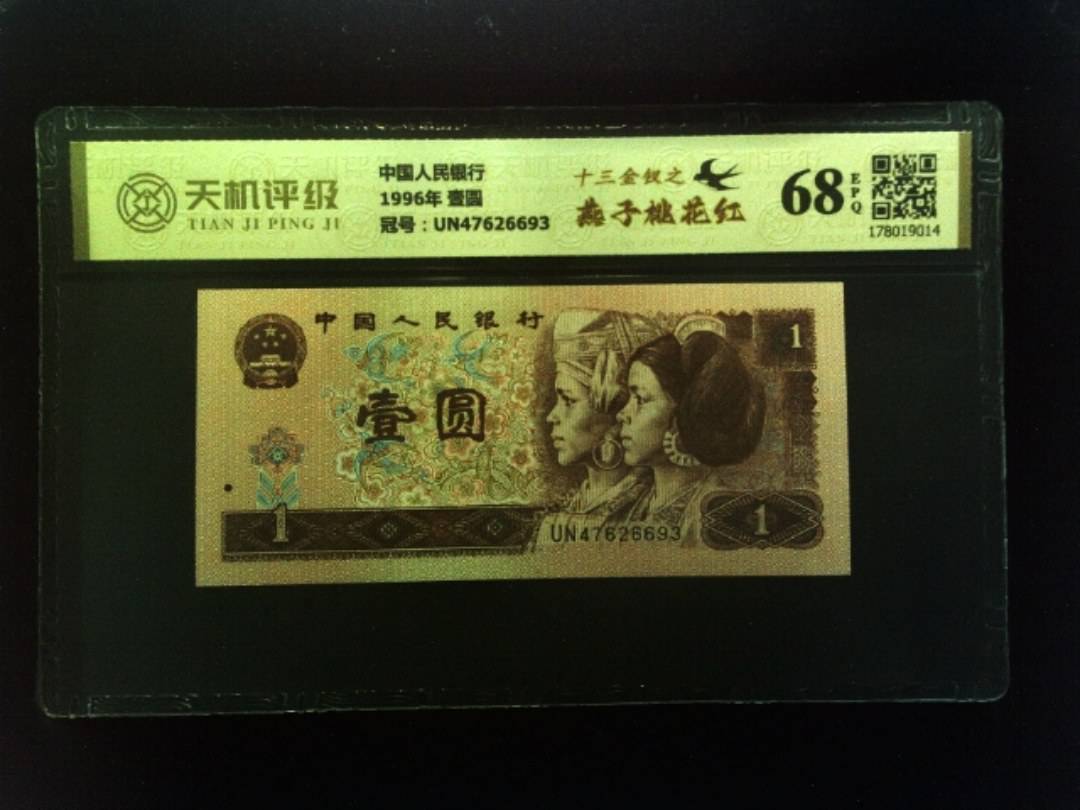 天机评级
TIAN JI PING JI
中国人民银行
1996年 壹圆
冠号：UN47626693
十三金钗之
燕子桃花红
68
EPQ
178019014
中国人民银行
1
壹圆
1
UN47626693
1